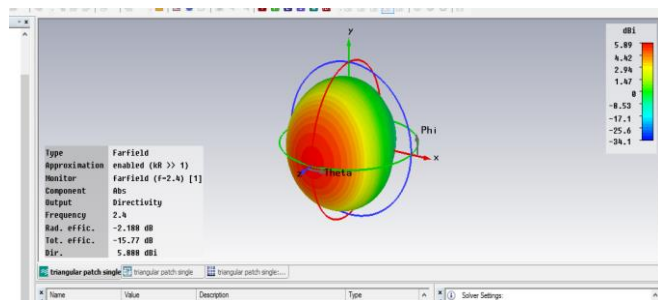 y
dBi
5.89
4.42
2.94
1.47
0
-8.53
-17.1
-25.6
-34.1
Phi
x
z
Theta
Type Farfield
Approximation enabled (kR >> 1)
Monitor Farfield (f=2.4) [1]
Component Abs
Output Directivity
Frequency 2.4
Rad. effic. -2.180 dB
Tot. effic. -15.77 dB
Dir. dBi
triangular patch single triangular patch single triangular patch single:...
Name Value Description Type Solver Settings: